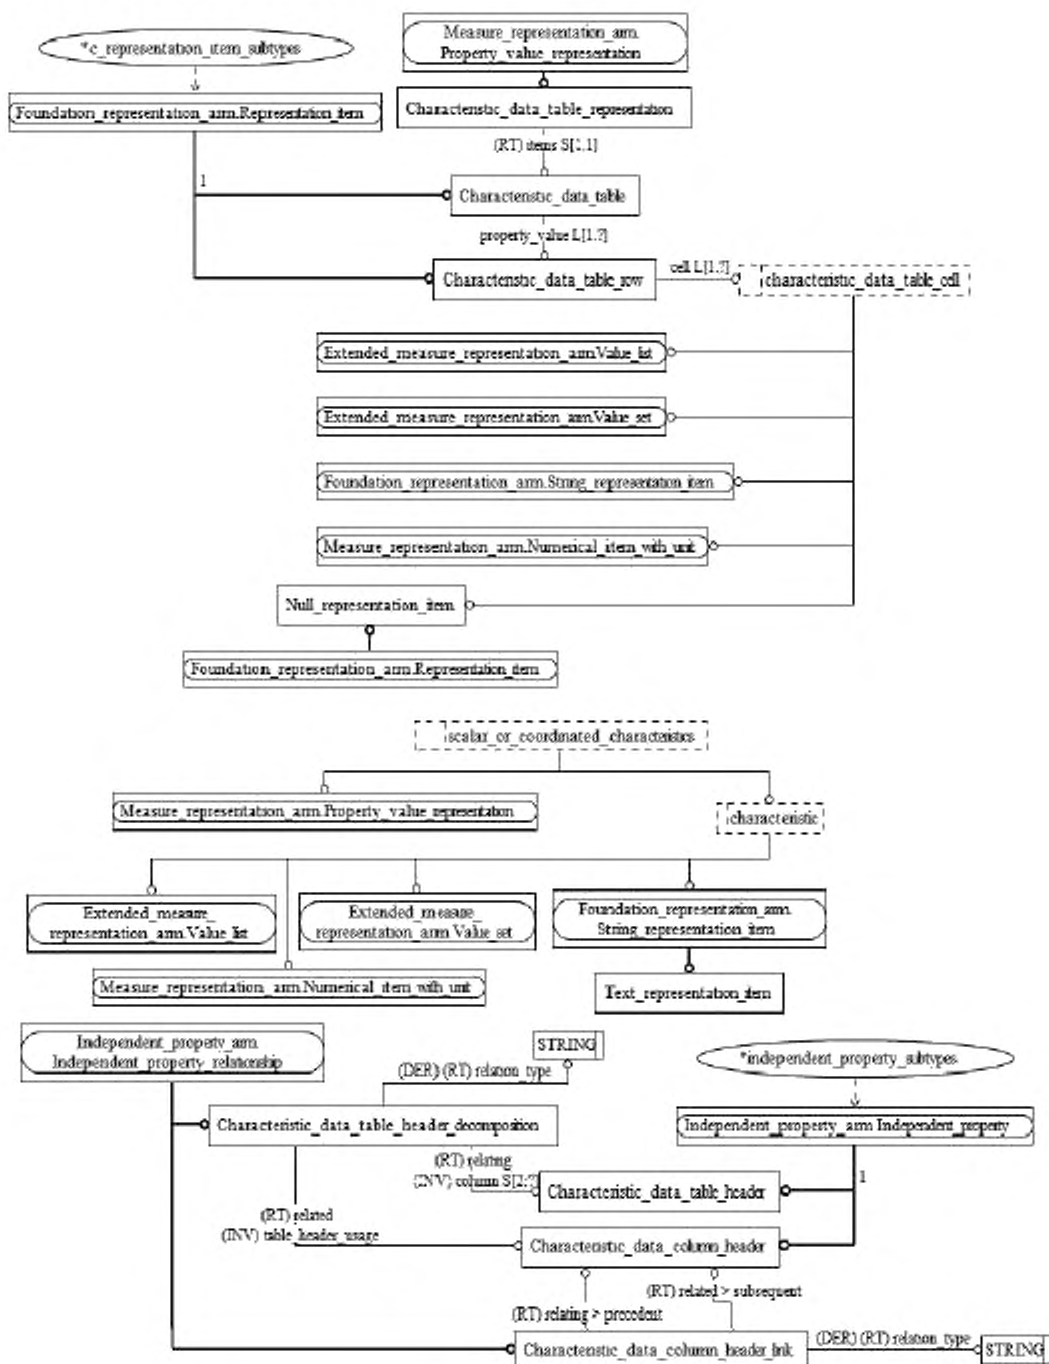 *c_representation_item_subtypes
Measure_representation_arm.
Property_value_representation
Foundation_representation_arm.Representation_item
Characteristic_data_table_representation
(RT) items S[1:1]
1
Characteristic_data_table
property_value L[1:?]
Characteristic_data_table_row
cell L[1:?]
characteristic_data_table_cell
Extended_measure_representation_arm.Value_list
Extended_measure_representation_arm.Value_set
Foundation_representation_arm.String_representation_item
Measure_representation_arm.Numerical_item_with_unit
Null_representation_item
Foundation_representation_arm.Representation_item
scalar_or_coordinated_characteristics
Measure_representation_arm.Property_value_representation
characteristic
Extended_measure_
representation_arm.Value_list
Extended_measure_
representation_arm.Value_set
Foundation_representation_arm.
String_representation_item
Measure_representation_arm.Numerical_item_with_unit
Text_representation_item
Independent_property_arm.
Independent_property_relationship
STRING
*independent_property_subtypes
(DER) (RT) relation_type
Characteristic_data_table_header_decomposition
Independent_property_arm.Independent_property
(RT) relating
(INV) column S[2:?]
1
Characteristic_data_table_header
(RT) related
(INV) table_header_usage
Characteristic_data_column_header
(RT) related > subsequent
(RT) relating > precedent
Characteristic_data_column_header_link
(DER) (RT) relation_type
STRING